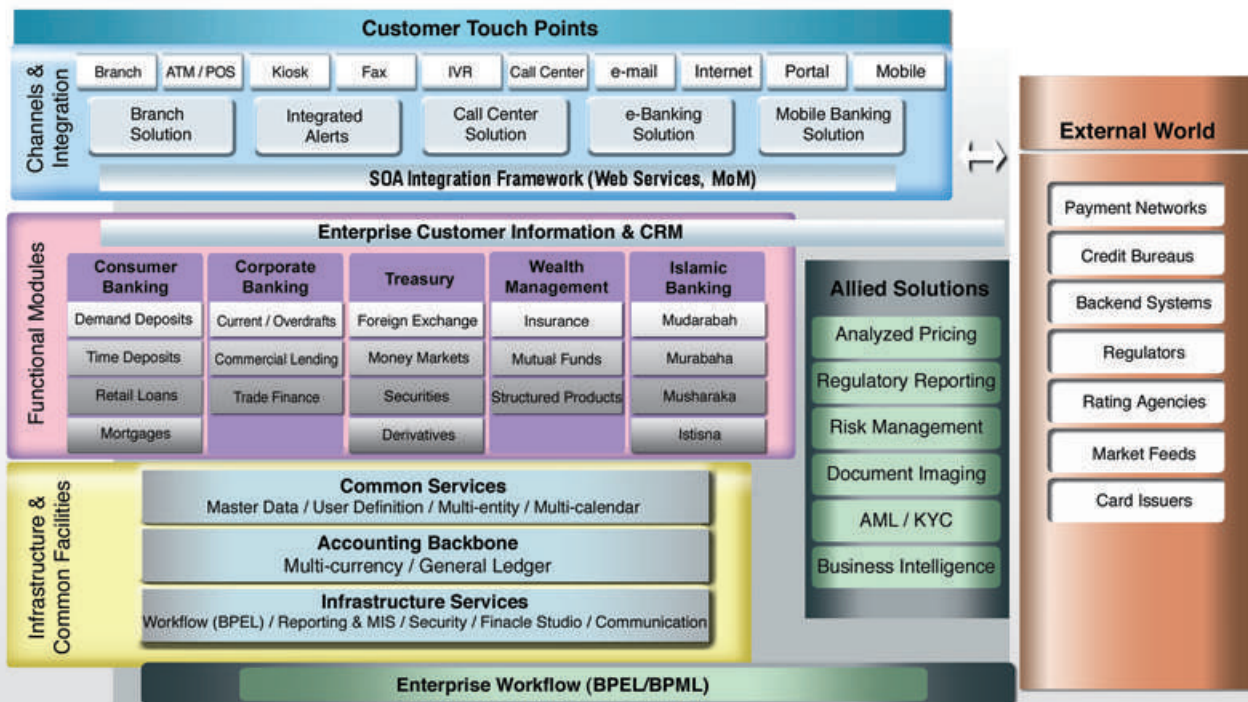 Customer Touch Points
Channels &
Integration
Branch
ATM / POS
Kiosk
Fax
IVR
Call Center
e-mail
Internet
Portal
Mobile
Branch
Solution
Integrated
Alerts
Call Center
Solution
e-Banking
Solution
Mobile Banking
Solution
SOA Integration Framework (Web Services, MoM)
Functional Modules
Enterprise Customer Information & CRM
Consumer
Banking
Demand Deposits
Time Deposits
Retail Loans
Mortgages
Corporate
Banking
Current / Overdrafts
Commercial Lending
Trade Finance
Treasury
Foreign Exchange
Money Markets
Securities
Derivatives
Wealth
Management
Insurance
Mutual Funds
Structured Products
Islamic
Banking
Mudarabah
Murabaha
Musharaka
Istisna
Infrastructure &
Common Facilities
Common Services
Master Data / User Definition / Multi-entity / Multi-calendar
Accounting Backbone
Multi-currency / General Ledger
Infrastructure Services
Workflow (BPEL) / Reporting & MIS / Security / Finacle Studio / Communication
Enterprise Workflow (BPEL/BPML)
Allied Solutions
Analyzed Pricing
Regulatory Reporting
Risk Management
Document Imaging
AML / KYC
Business Intelligence
External World
Payment Networks
Credit Bureaus
Backend Systems
Regulators
Rating Agencies
Market Feeds
Card Issuers